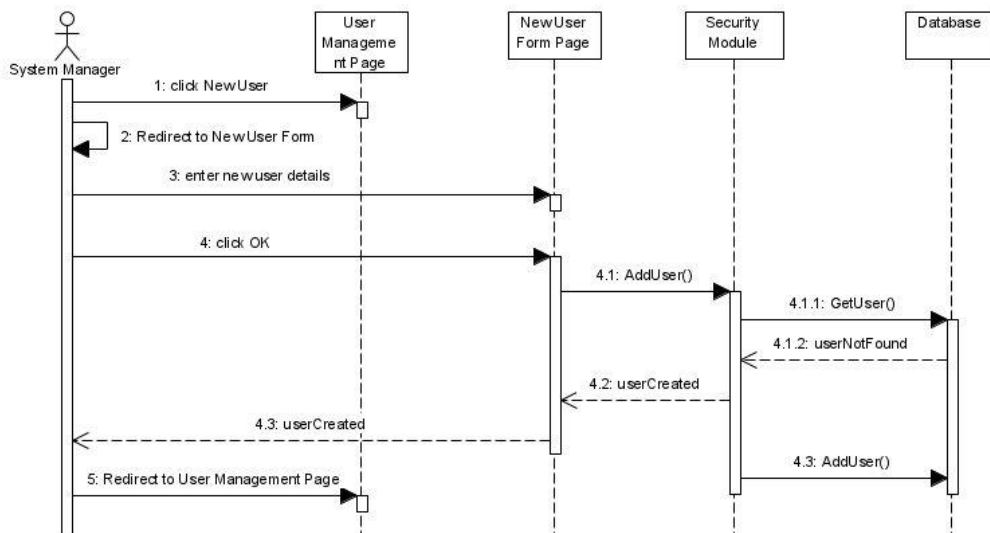 User
Manageme
nt Page
NewUser
Form Page
Security
Module
Database
System Manager
1: click NewUser
2: Redirect to NewUser Form
3: enter newuser details
4: click OK
4.1: AddUser()
4.1.1: GetUser()
4.1.2: userNotFound
4.2: userCreated
4.3: userCreated
4.3: AddUser()
5: Redirect to User Management Page